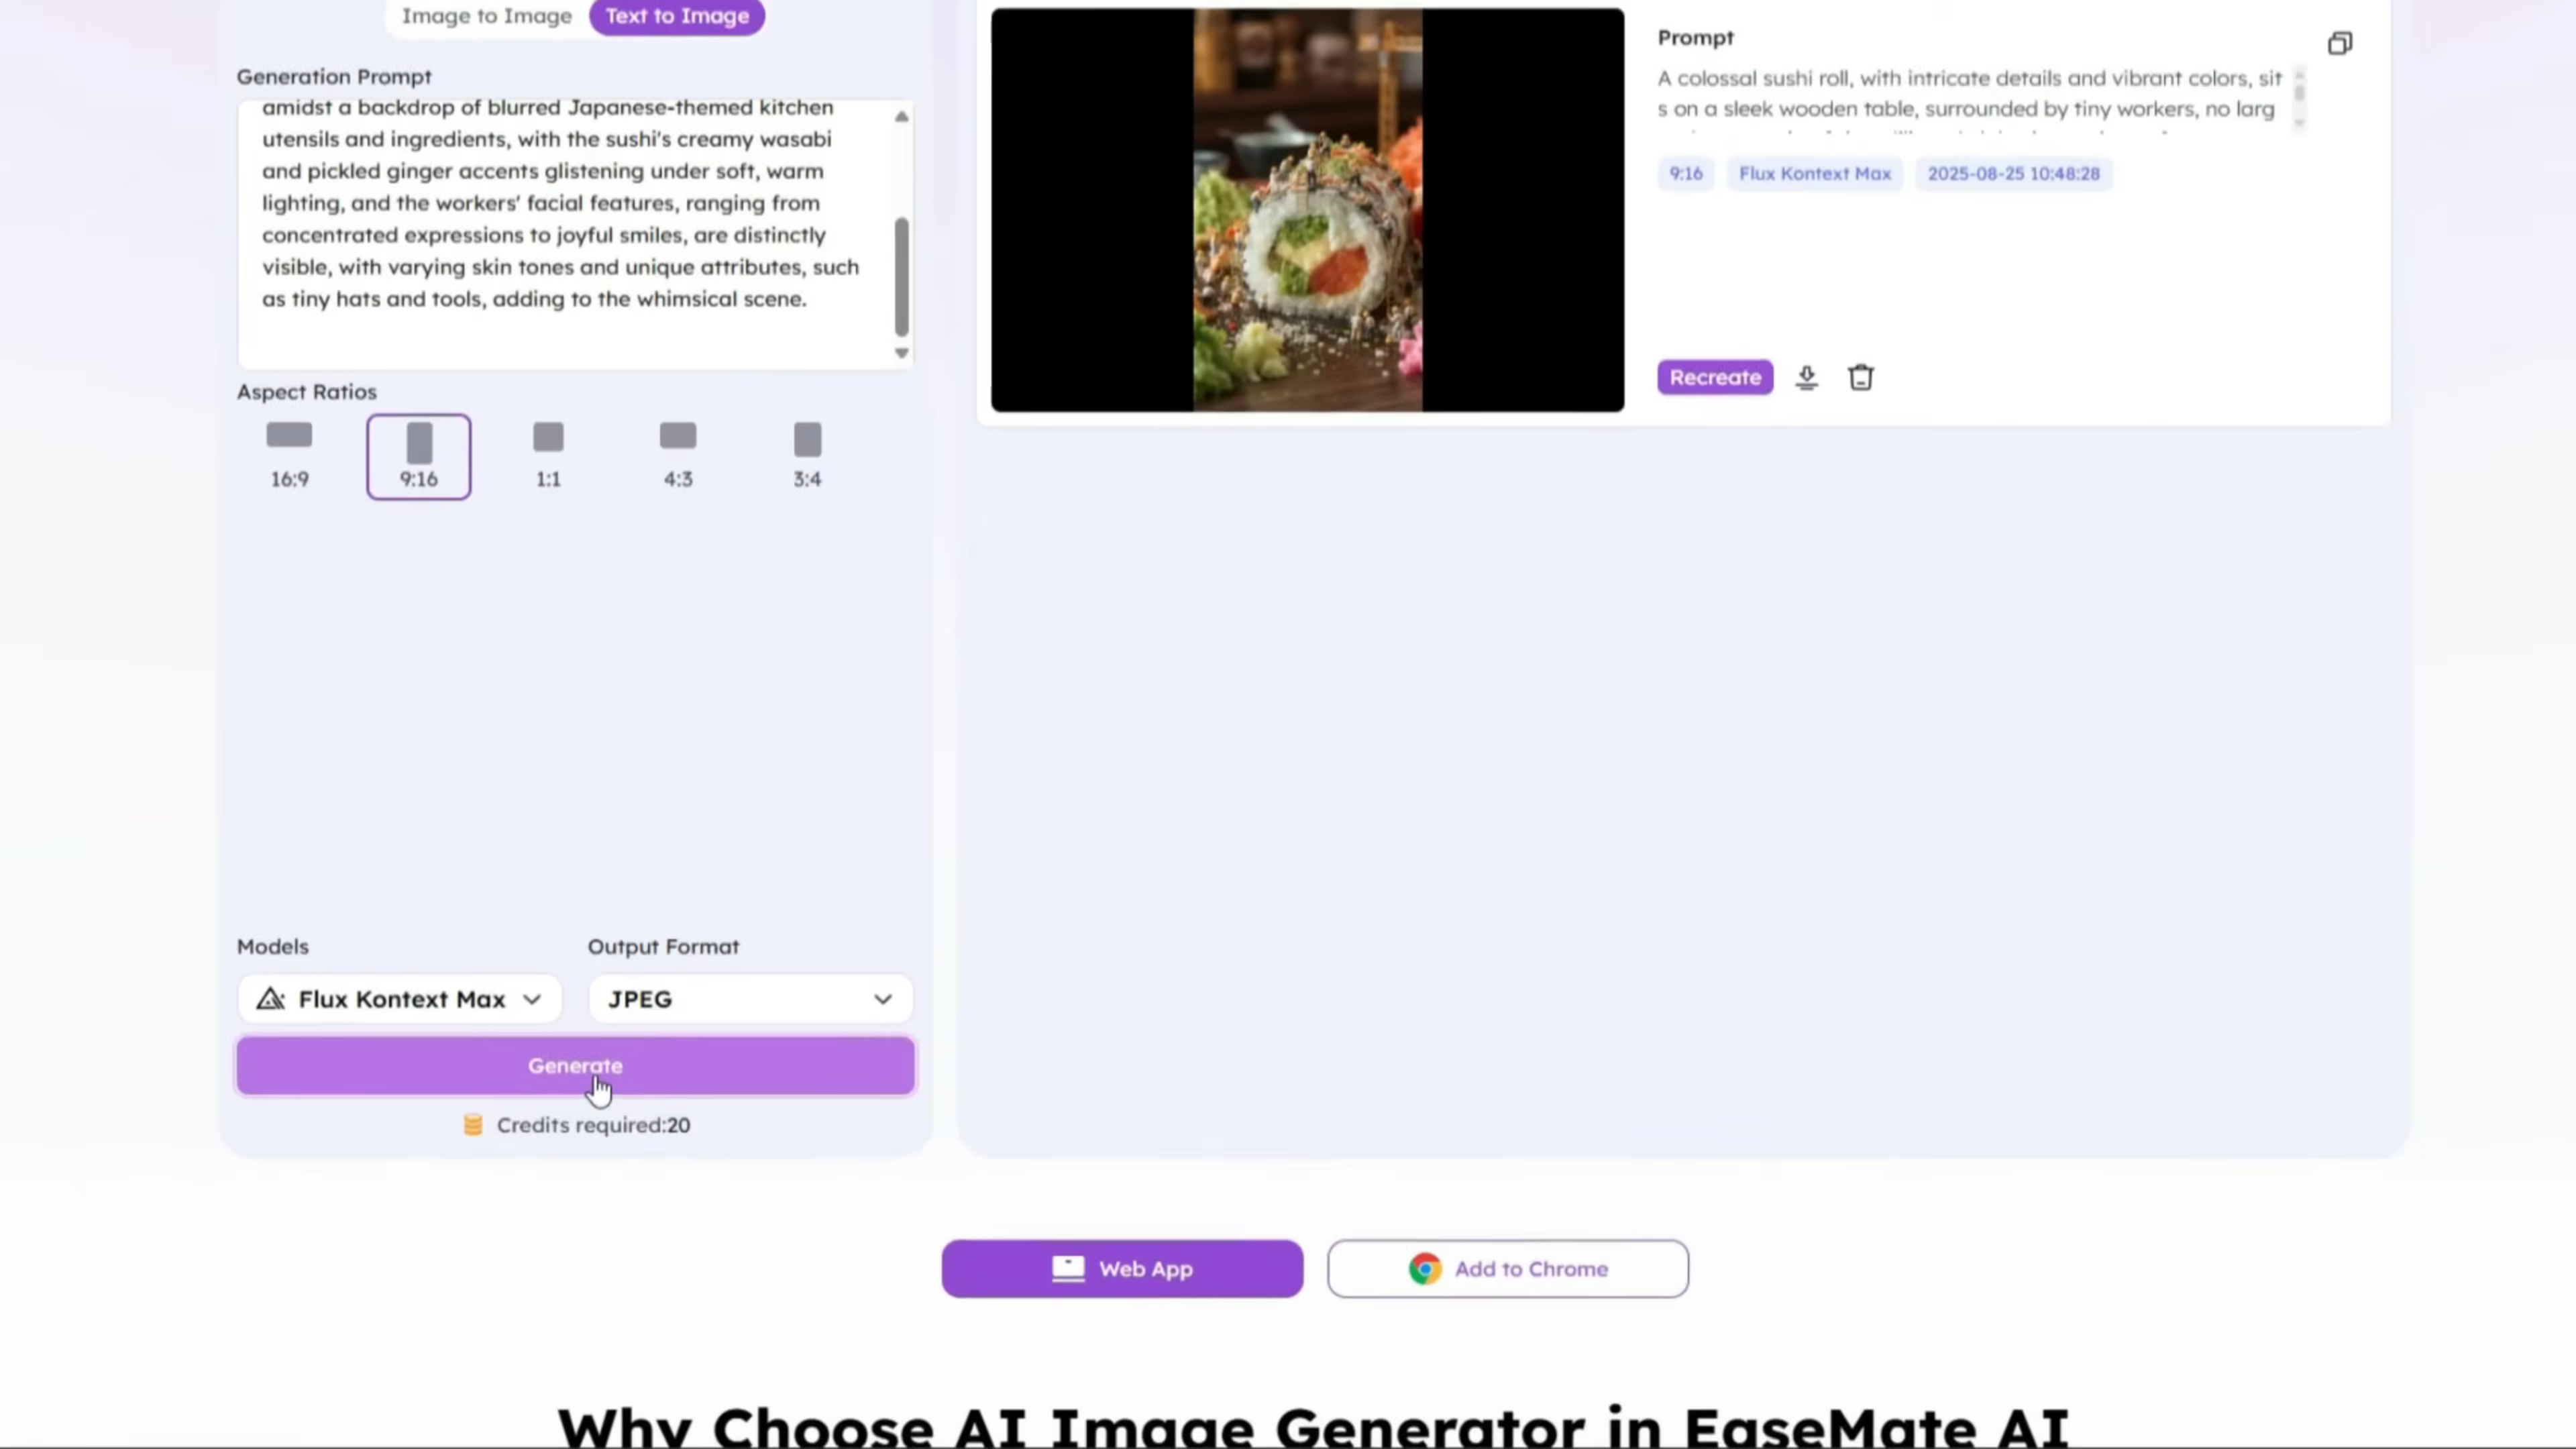 Image to Image
Text to Image
Generation Prompt
amidst a backdrop of blurred Japanese-themed kitchen
utensils and ingredients, with the sushi's creamy wasabi
and pickled ginger accents glistening under soft, warm
lighting, and the workers' facial features, ranging from
concentrated expressions to joyful smiles, are distinctly
visible, with varying skin tones and unique attributes, such
as tiny hats and tools, adding to the whimsical scene.
Aspect Ratios
16:9
9:16
1:1
4:3
3:4
Models
Output Format
Flux Kontext Max
JPEG
Generate
Credits required:20
Prompt
A colossal sushi roll, with intricate details and vibrant colors, sit
s on a sleek wooden table, surrounded by tiny workers, no larg
9:16
Flux Kontext Max
2025-08-25 10:48:28
Recreate
Web App
Add to Chrome
Why Choose AI Image Generator in EaseMate AI